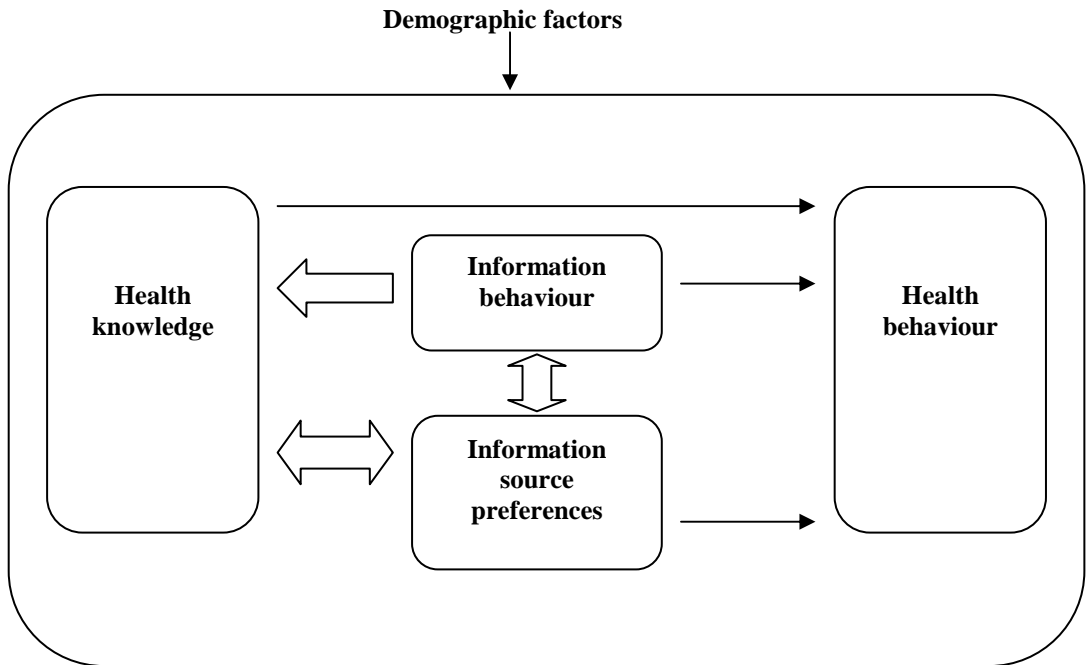 Demographic factors
Health
knowledge
Information
behaviour
Information
source
preferences
Health
behaviour